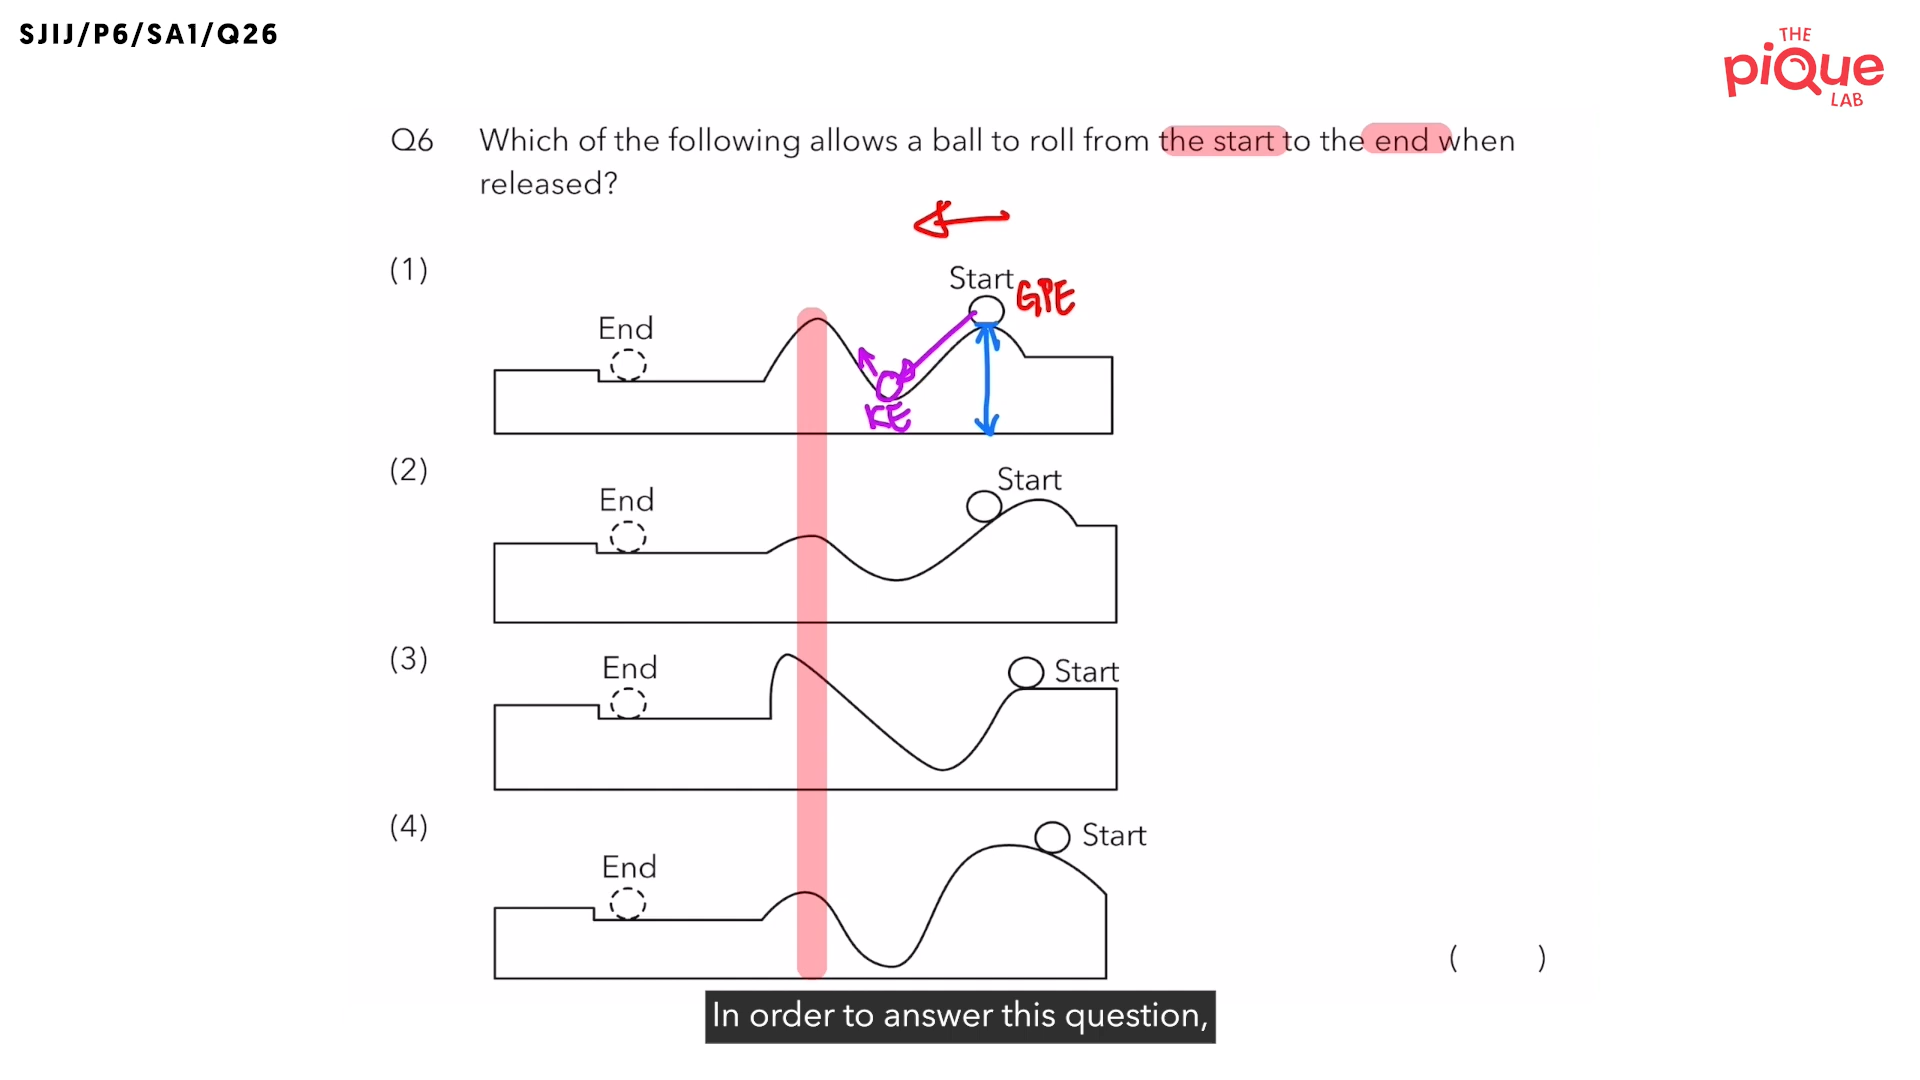 SJIJ/P6/SA1/Q26
THE
piQue
LAB
Q6 Which of the following allows a ball to roll from the start to the end when
released?
(1)
Start
GPE
End
KE
(2)
Start
End
(3)
End
Start
(4)
Start
End
( )
In order to answer this question,